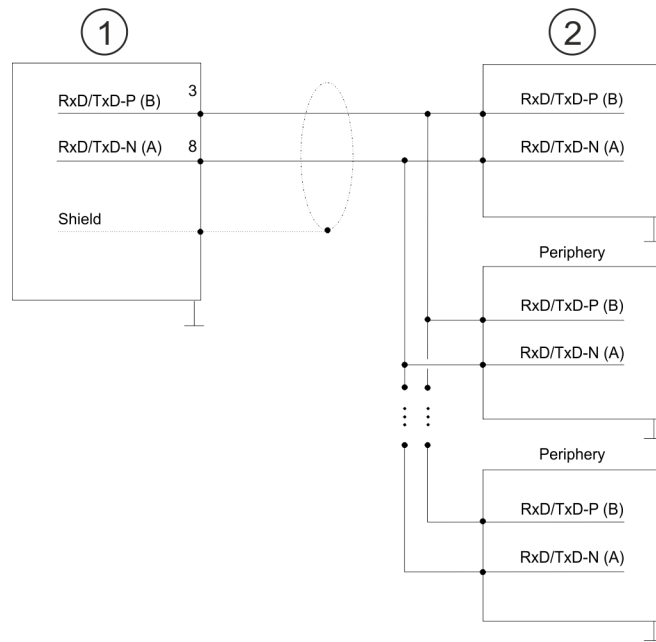 1
2
RxD/TxD-P (B)
3
RxD/TxD-N (A)
8
Shield
RxD/TxD-P (B)
RxD/TxD-N (A)
Periphery
RxD/TxD-P (B)
RxD/TxD-N (A)
Periphery
RxD/TxD-P (B)
RxD/TxD-N (A)